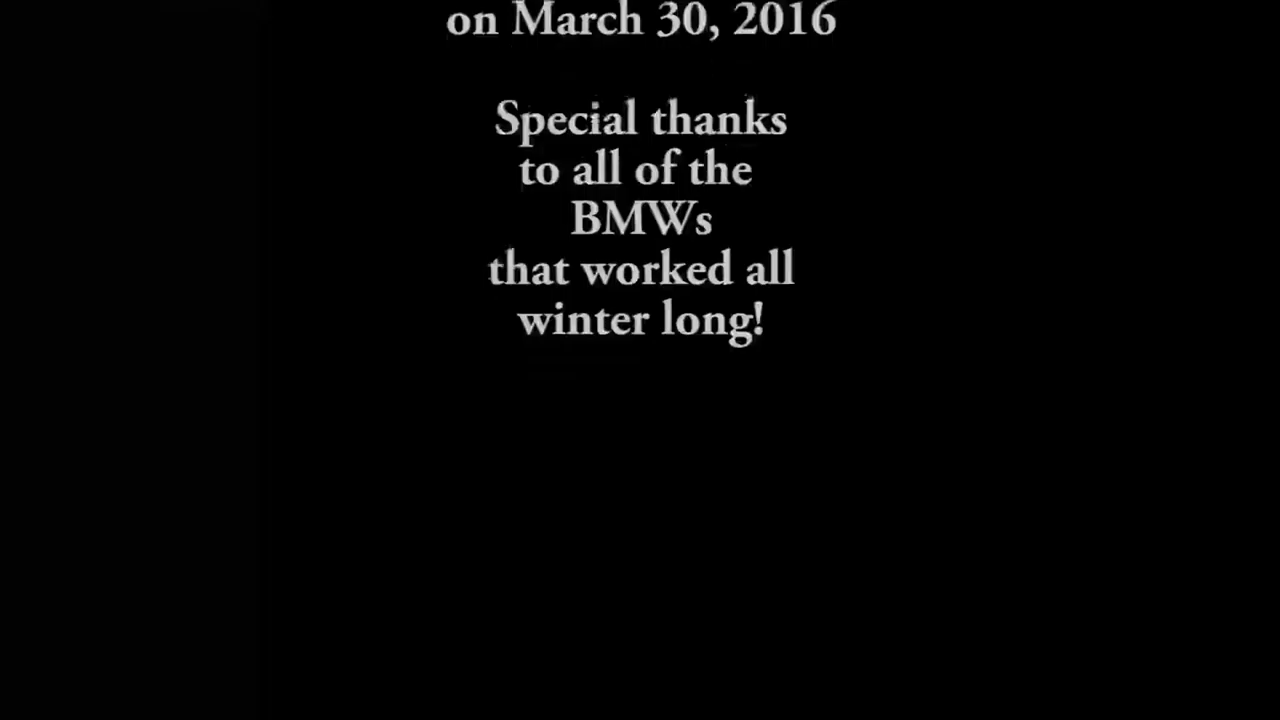 on March 30, 2016
Special thanks
to all of the
BMWs
that worked all
winter long!